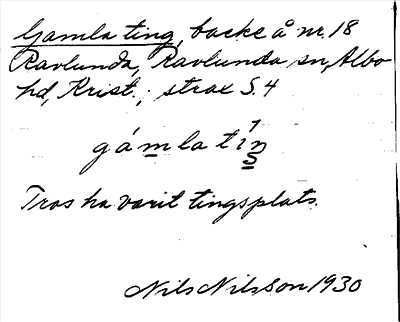 Gamla ting, backe å nr. 18
Ravlunda, Ravlunda sn, Albo
hd, Krist.; strax S. 4
gámla tíŋ
Tros ha varit tingsplats.
Nils Nilsson 1930